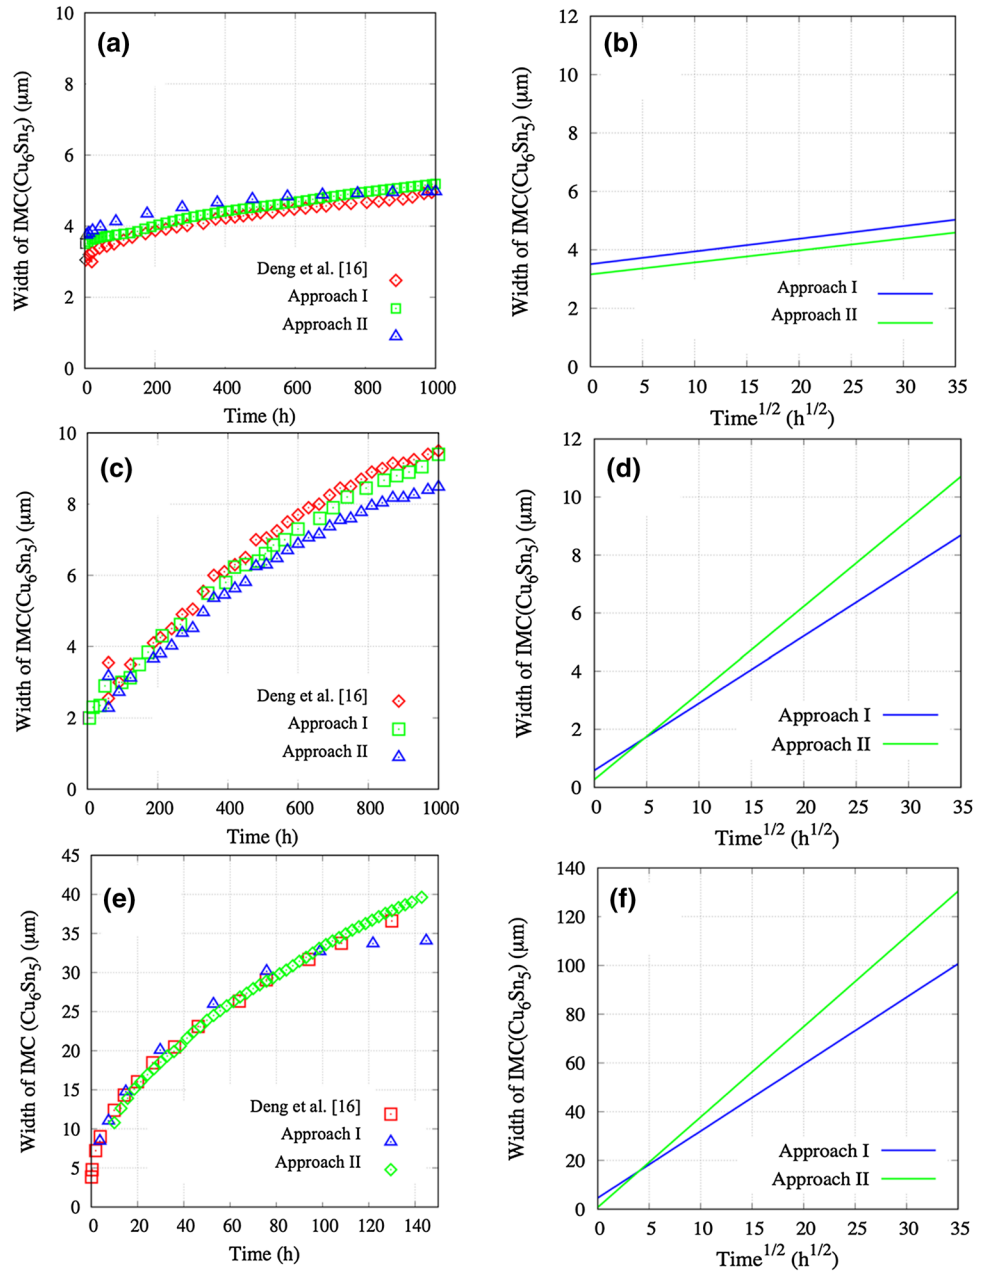 (a)
Width of IMC(Cu6Sn5) (μm)
10
8
6
4
2
0
Deng et al. [16]
Approach I
Approach II
0 200 400 600 800 1000
Time (h)
(b)
Width of IMC(Cu6Sn5) (μm)
12
10
8
6
4
2
0
Approach I
Approach II
0 5 10 15 20 25 30 35
Time1/2 (h1/2)
(c)
Width of IMC(Cu6Sn5) (μm)
10
8
6
4
2
0
Deng et al. [16]
Approach I
Approach II
0 200 400 600 800 1000
Time (h)
(d)
Width of IMC(Cu6Sn5) (μm)
12
10
8
6
4
2
0
Approach I
Approach II
0 5 10 15 20 25 30 35
Time1/2 (h1/2)
(e)
Width of IMC (Cu6Sn5) (μm)
45
40
35
30
25
20
15
10
5
0
Deng et al. [16]
Approach I
Approach II
0 20 40 60 80 100 120 140
Time (h)
(f)
Width of IMC(Cu6Sn5) (μm)
140
120
100
80
60
40
20
0
Approach I
Approach II
0 5 10 15 20 25 30 35
Time1/2 (h1/2)